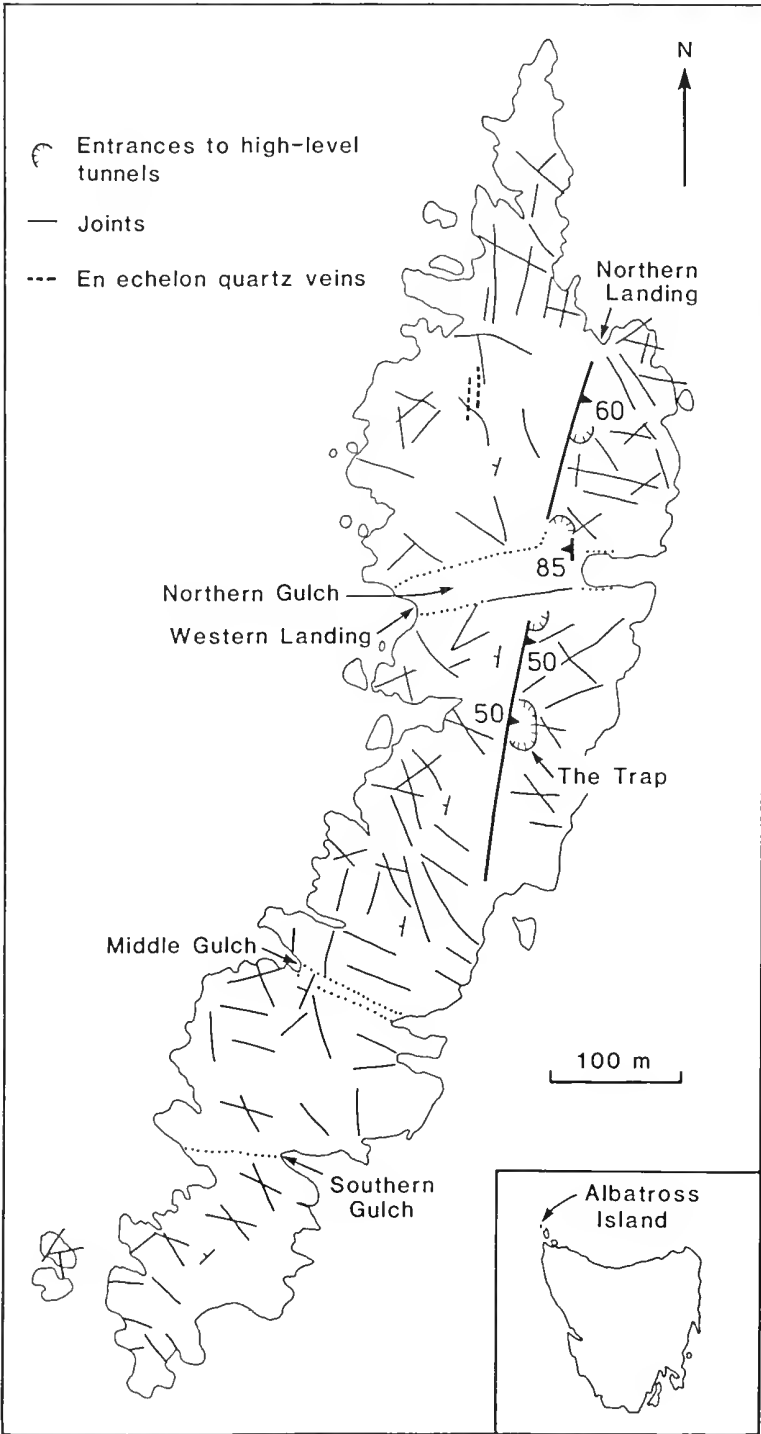 N
Entrances to high-level
tunnels
Joints
En echelon quartz veins
Northern
Landing
60
85
Northern Gulch
Western Landing
50
50
The Trap
Middle Gulch
100 m
Southern
Gulch
Albatross
Island